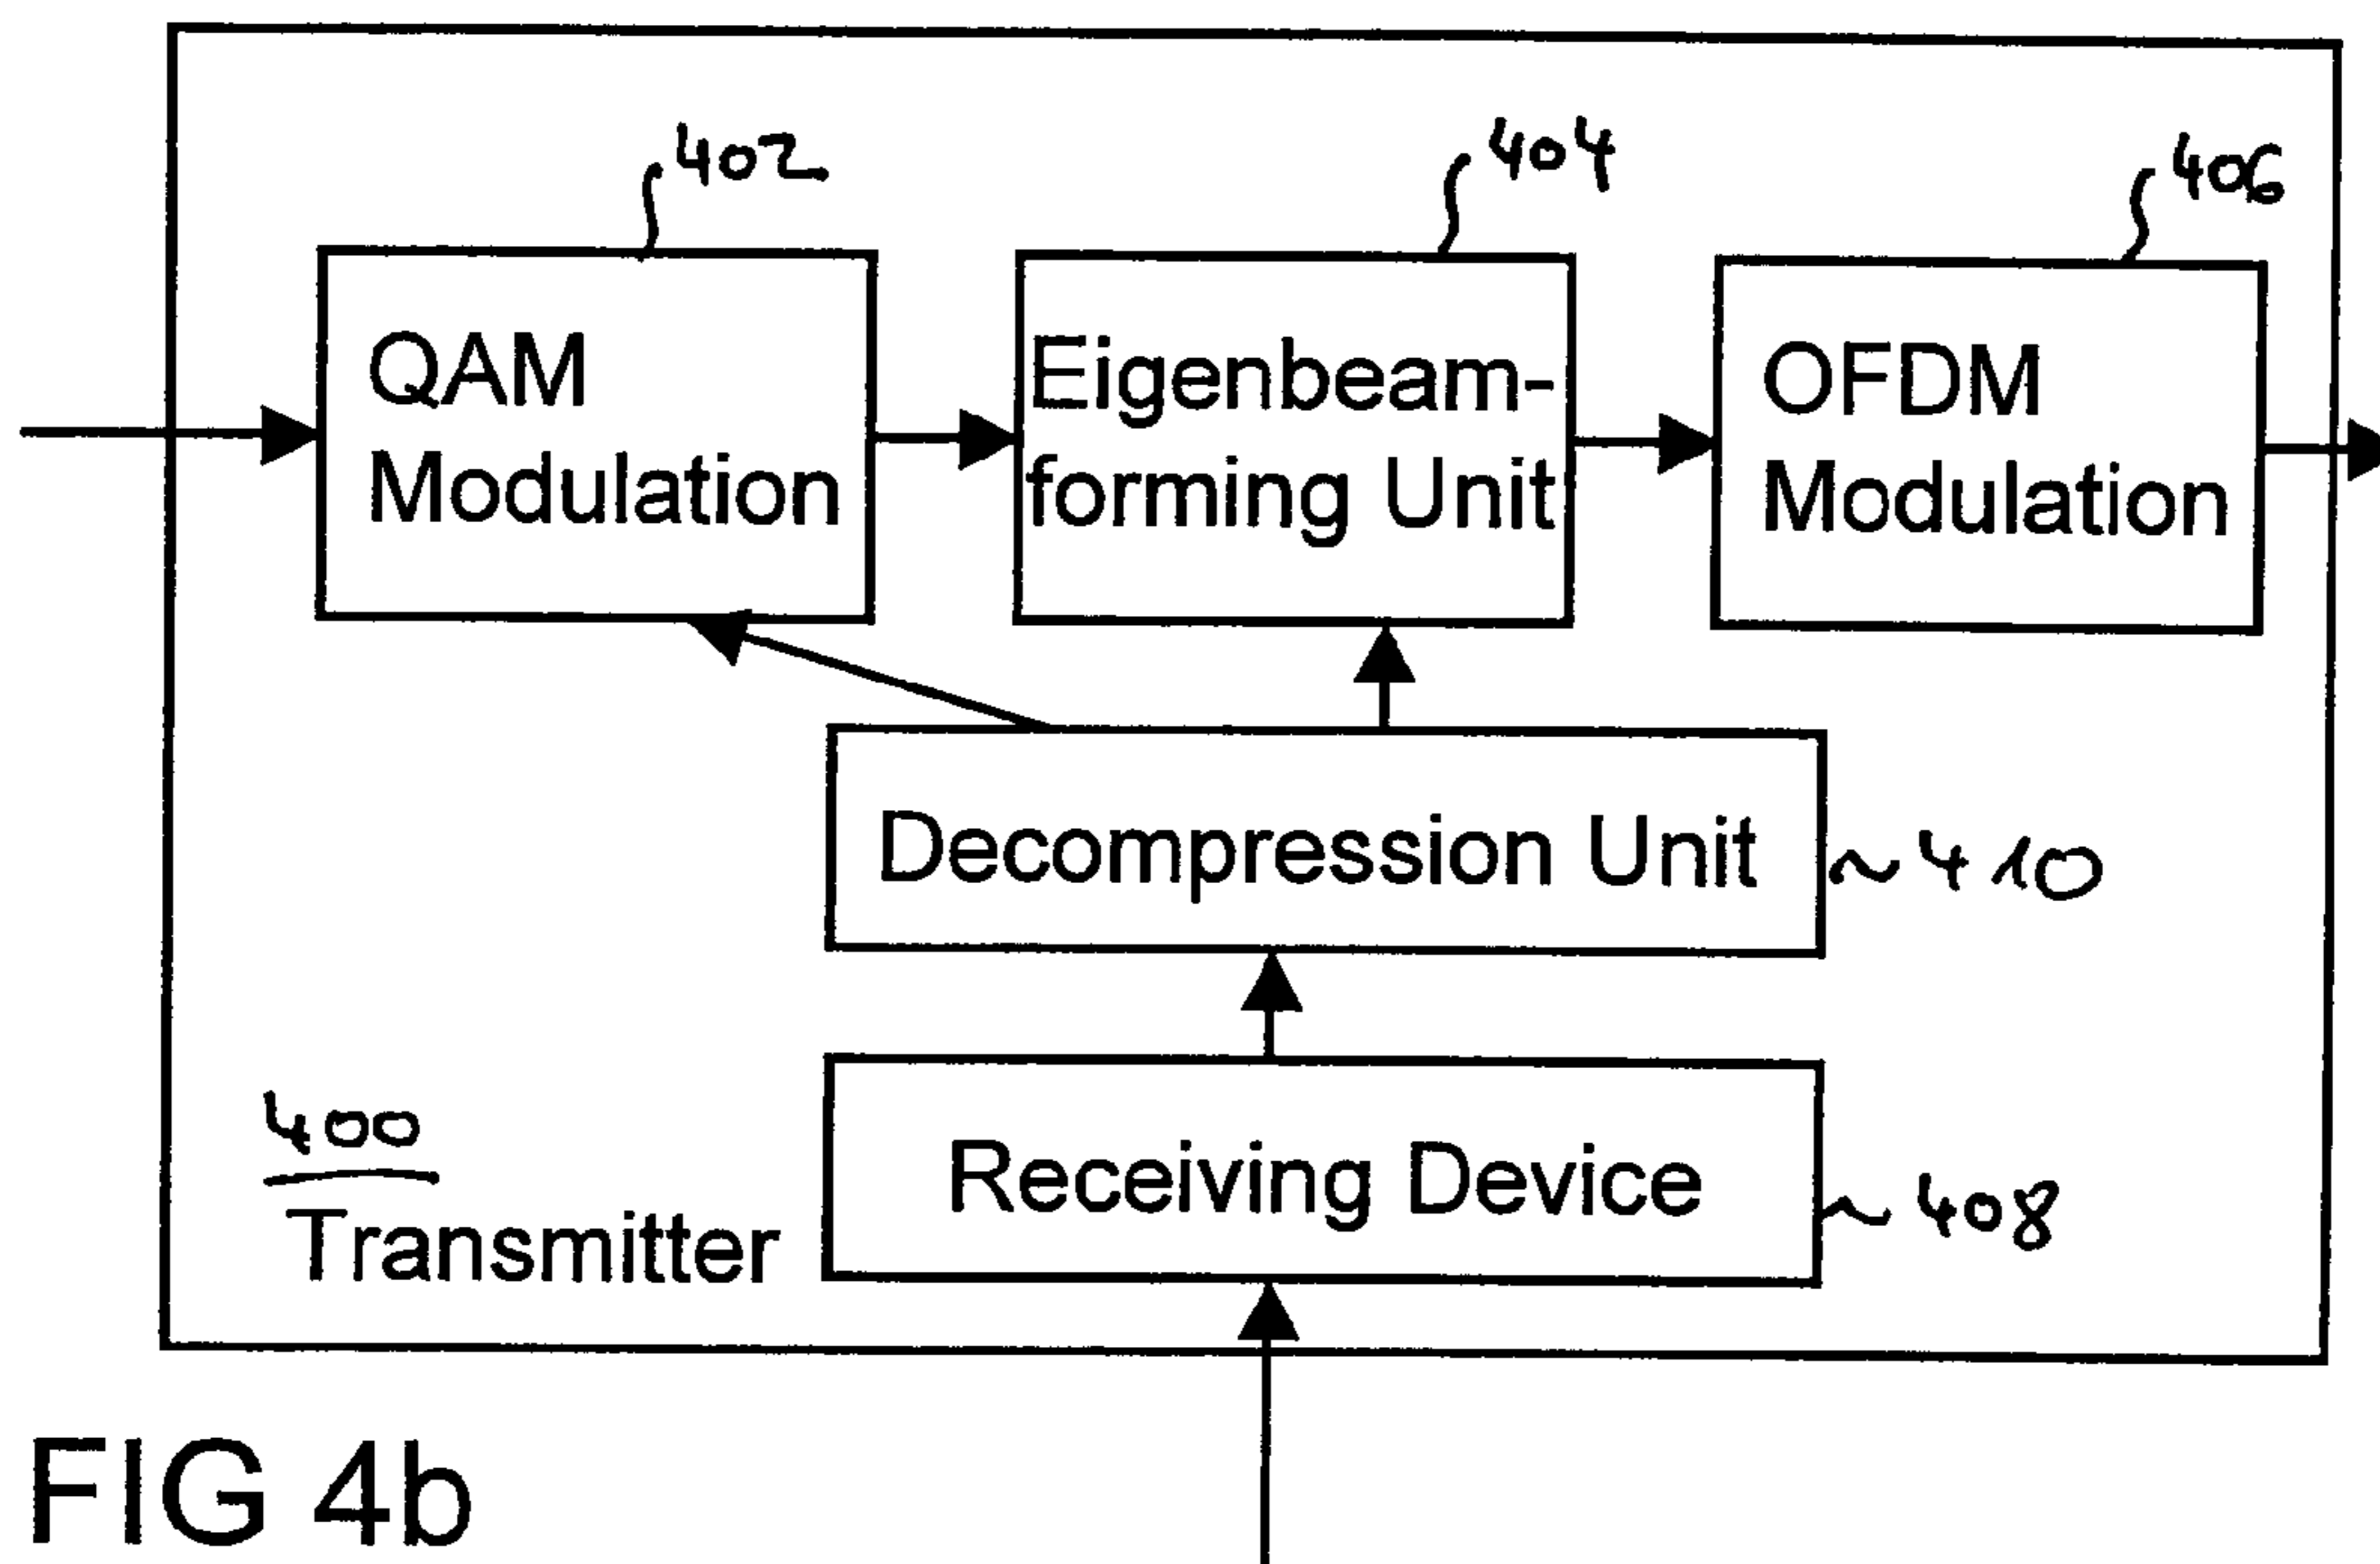 402
404
406
QAM
Modulation
Eigenbeam-
forming Unit
OFDM
Modulation
Decompression Unit
410
400
Transmitter
Receiving Device
408
FIG 4b